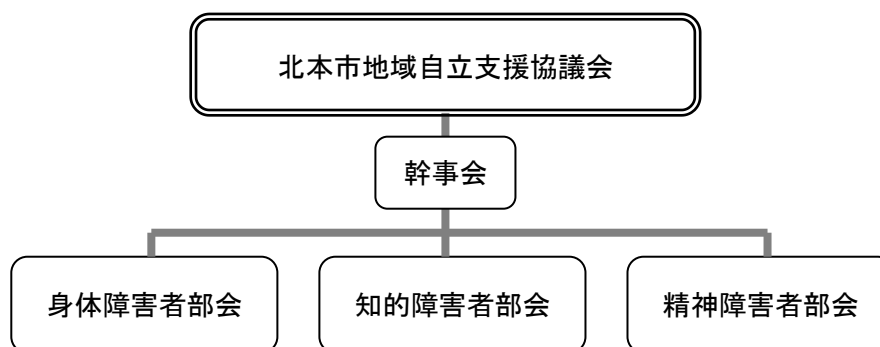 北本市地域自立支援協議会
幹事会
身体障害者部会
知的障害者部会
精神障害者部会